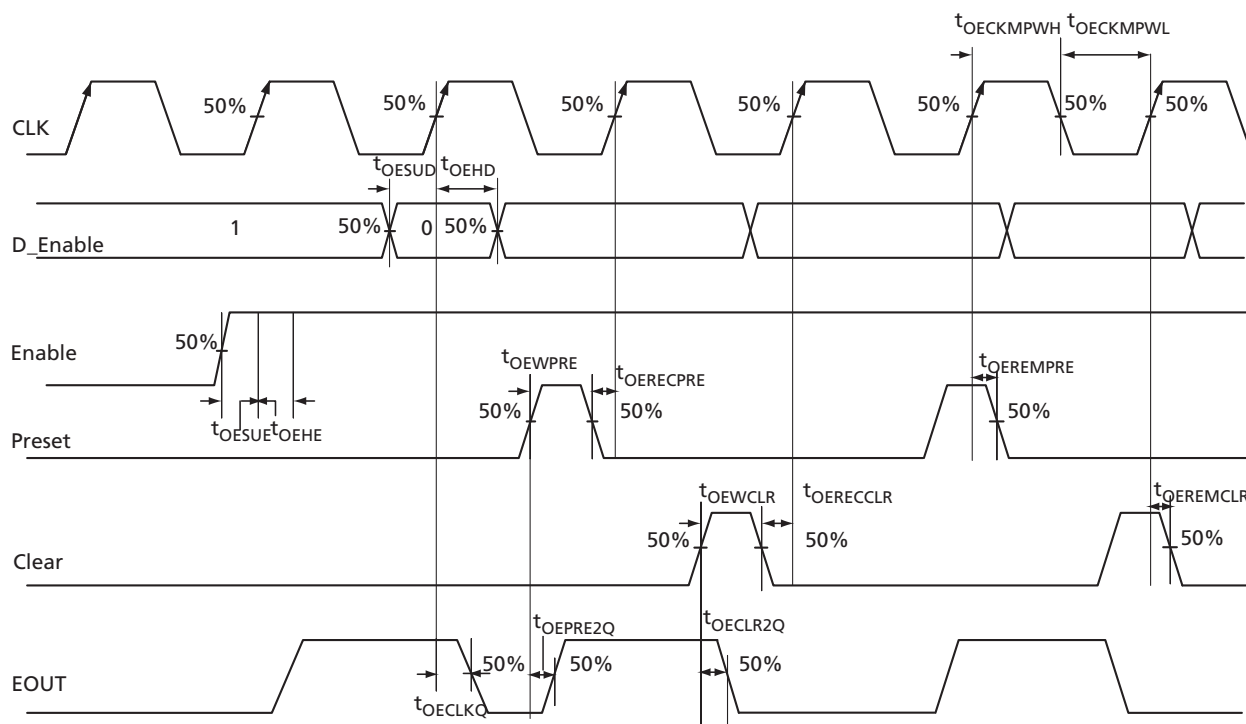 tOECKMPWH tOECKMPWL
CLK 50% 50% 50% 50% 50% 50% 50%
tOESUD tOEHD
D_Enable 1 50% 0 50%
Enable 50%
tOESUE tOEHE
tOEWPRE tOERECPRE tOEREMPRE
Preset 50% 50% 50%
tOEWCLR tOERECCLR tOEREMCLR
Clear 50% 50% 50%
tOEPRE2Q tOECLR2Q
EOUT 50% 50% 50%
tOECLKQ